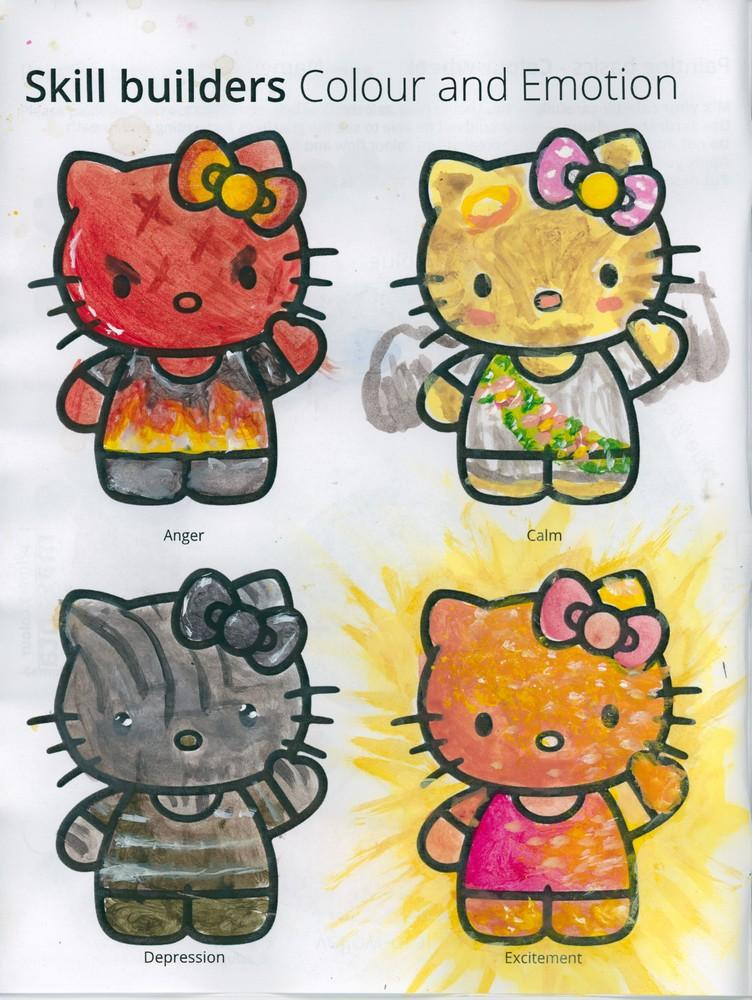 Skill builders Colour and Emotion
Anger
Calm
Depression
Excitement